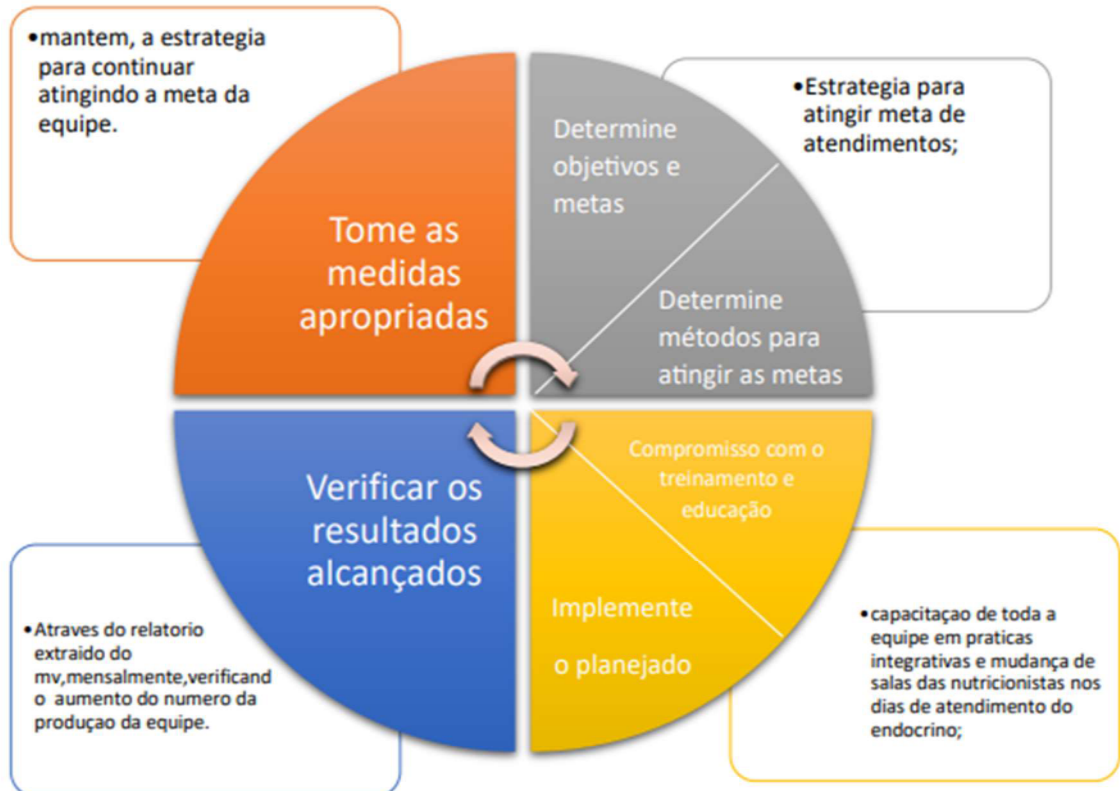 •mantem, a estrategia
para continuar
atingindo a meta da
equipe.
Tome as
medidas
apropriadas
Determine
objetivos e
metas
Determine
métodos para
atingir as metas
•Estrategia para
atingir meta de
atendimentos;
Verificar os
resultados
alcançados
Compromisso com o
treinamento e
educação
Implemente
o planejado
•Atraves do relatorio
extraido do
mv,mensalmente,verificand
o aumento do numero da
produçao da equipe.
•capacitaçao de toda a
equipe em praticas
integrativas e mudança de
salas das nutricionistas nos
dias de atendimento do
endocrino;